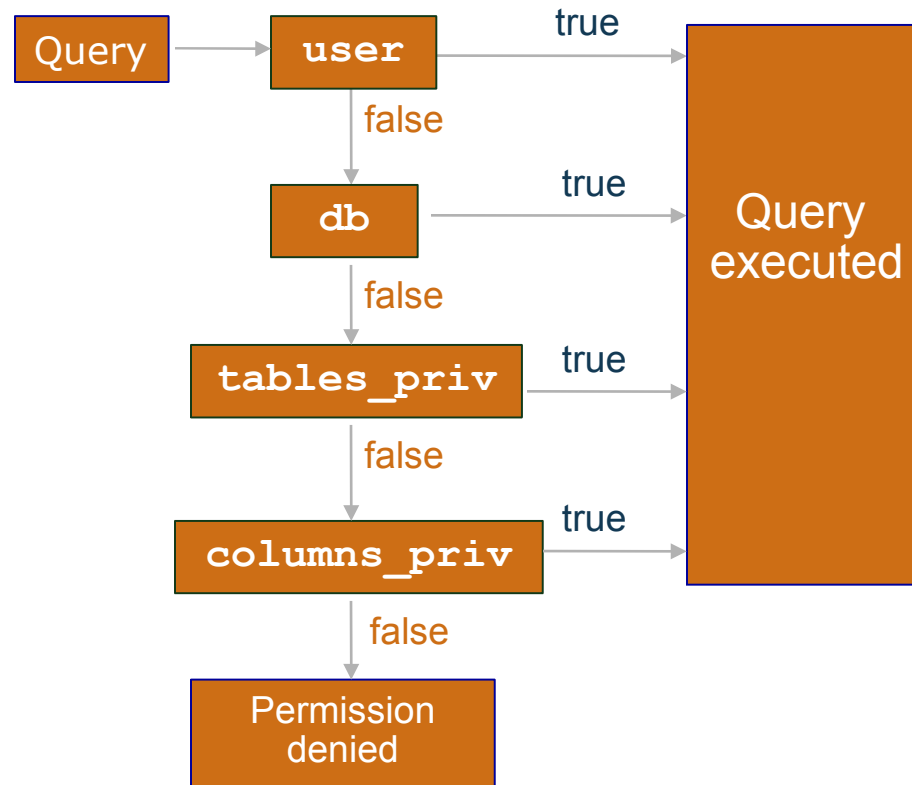 Query
user
true
false
db
true
false
Query
executed
tables_priv
true
false
columns_priv
true
false
Permission
denied